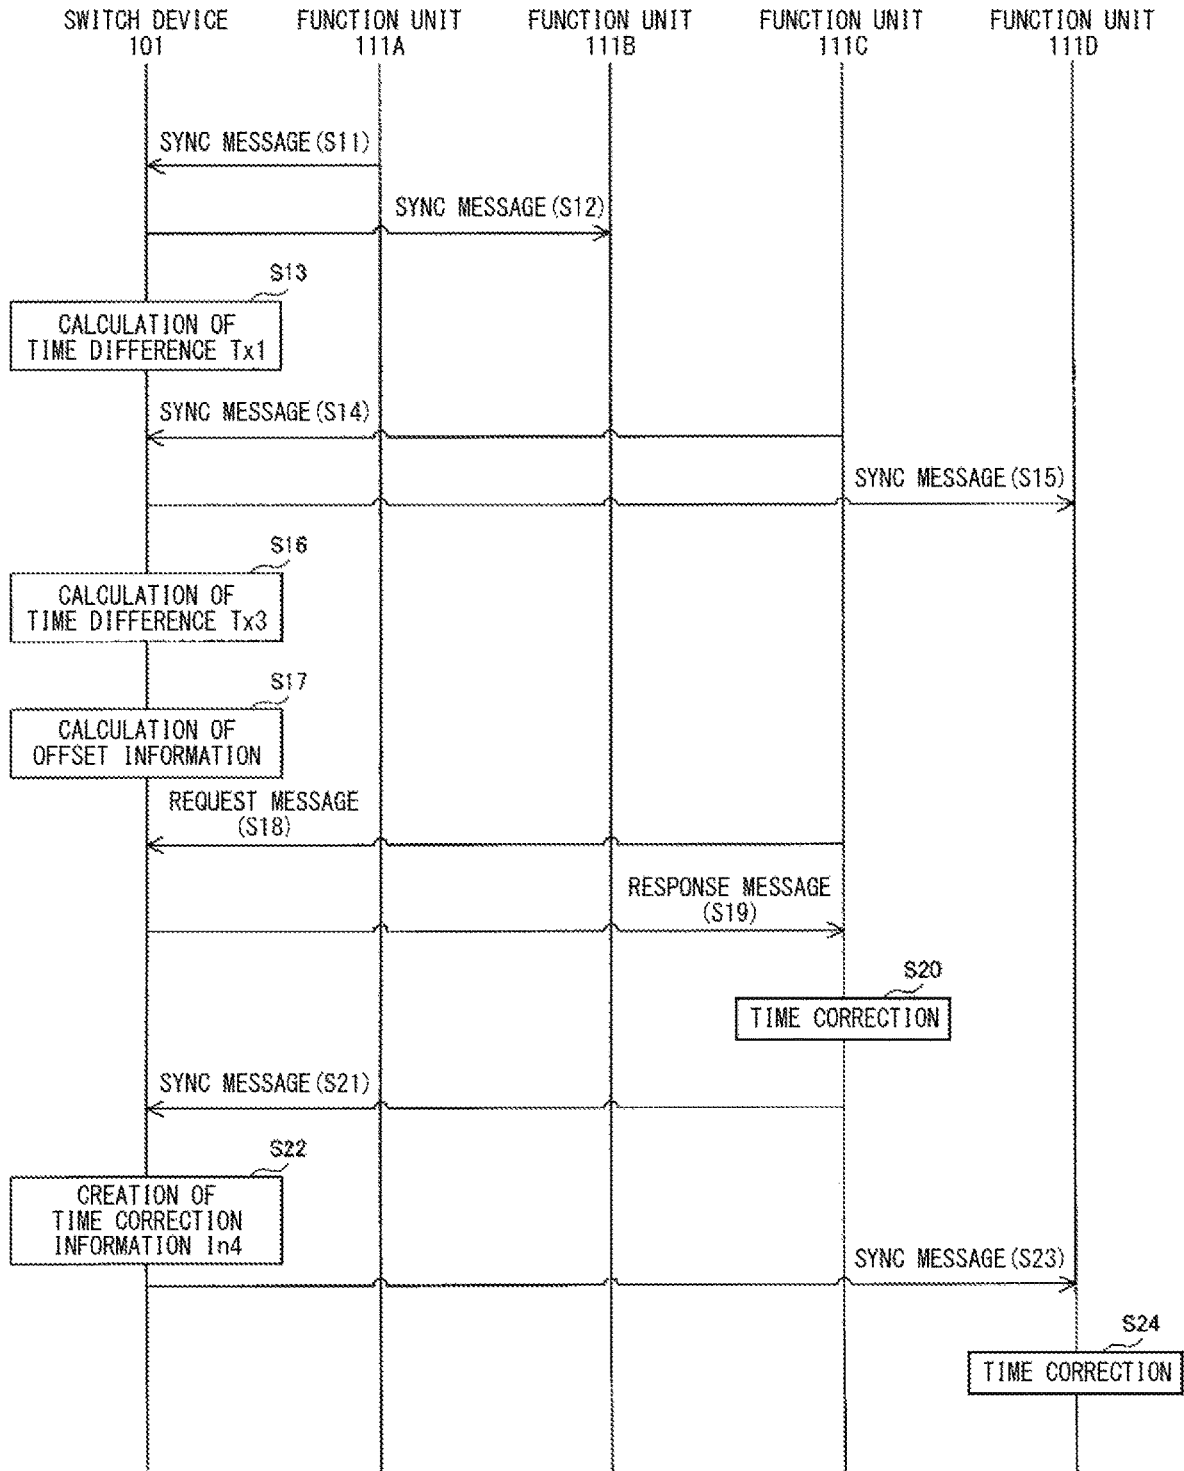 SWITCH DEVICE
101
FUNCTION UNIT
111A
FUNCTION UNIT
111B
FUNCTION UNIT
111C
FUNCTION UNIT
111D
SYNC MESSAGE(S11)
SYNC MESSAGE(S12)
S13
CALCULATION OF
TIME DIFFERENCE Tx1
SYNC MESSAGE(S14)
SYNC MESSAGE(S15)
S16
CALCULATION OF
TIME DIFFERENCE Tx3
S17
CALCULATION OF
OFFSET INFORMATION
REQUEST MESSAGE
(S18)
RESPONSE MESSAGE
(S19)
S20
TIME CORRECTION
SYNC MESSAGE(S21)
S22
CREATION OF
TIME CORRECTION
INFORMATION In4
SYNC MESSAGE(S23)
S24
TIME CORRECTION